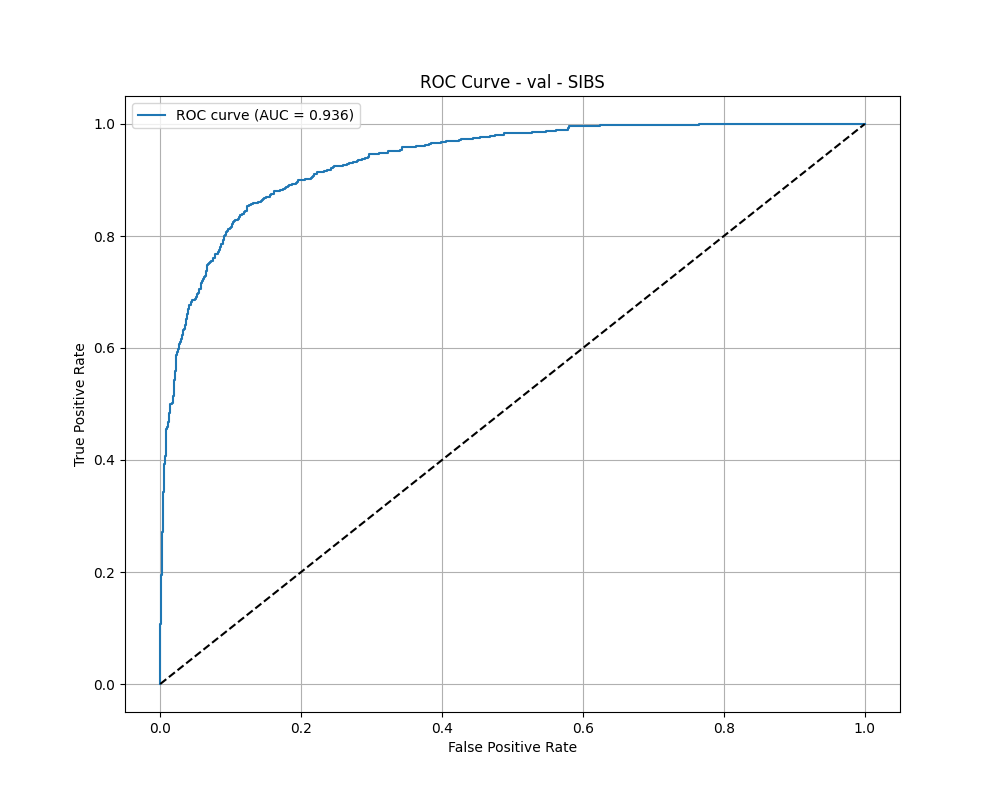 ROC Curve - val - SIBS
ROC curve (AUC = 0.936)
1.0
0.8
0.6
0.4
0.2
0.0
True Positive Rate
0.0 0.2 0.4 0.6 0.8 1.0
False Positive Rate